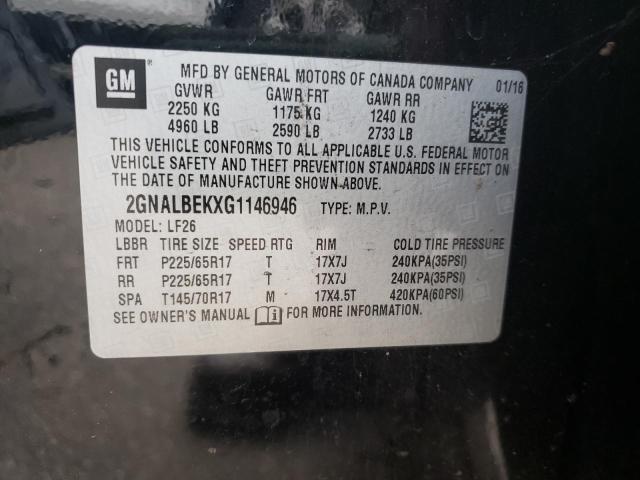 GM ® MFD BY GENERAL MOTORS OF CANADA COMPANY 01/16
GVWR GAWR FRT GAWR RR
2250 KG 1175 KG 1240 KG
4960 LB 2590 LB 2733 LB
THIS VEHICLE CONFORMS TO ALL APPLICABLE U.S. FEDERAL MOTOR
VEHICLE SAFETY AND THEFT PREVENTION STANDARDS IN EFFECT ON
THE DATE OF MANUFACTURE SHOWN ABOVE.
2GNALBEKXG1146946 TYPE: M.P.V.
MODEL: LF26
LBBR TIRE SIZE SPEED RTG RIM COLD TIRE PRESSURE
FRT P225/65R17 T 17X7J 240KPA(35PSI)
RR P225/65R17 T 17X7J 240KPA(35PSI)
SPA T145/70R17 M 17X4.5T 420KPA(60PSI)
SEE OWNER'S MANUAL i FOR MORE INFORMATION.